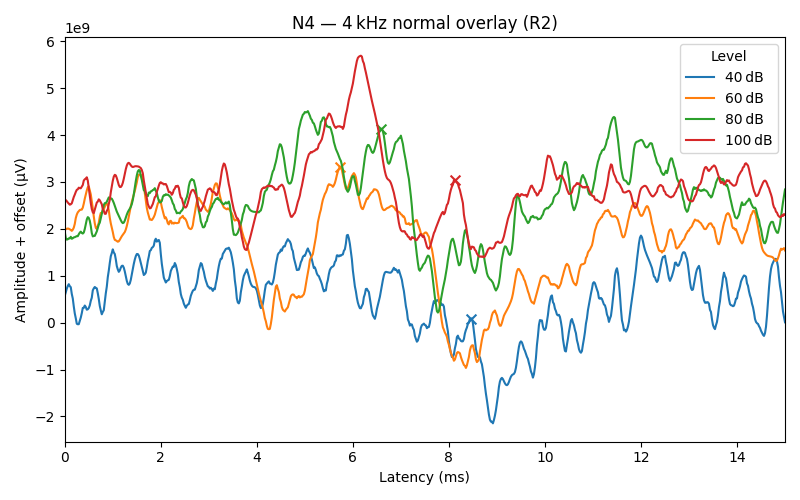 N4 — 4 kHz normal overlay (R2)
1e9
6
5
4
3
2
1
0
−1
−2
Amplitude + offset (µV)
0 2 4 6 8 10 12 14
Latency (ms)
Level
40 dB
60 dB
80 dB
100 dB